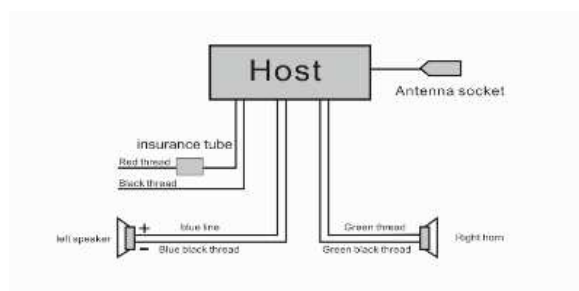 Host
Antenna socket
insurance tube
Red thread
Black thread
+
blue line
Green thread
left speaker
Right horn
-
Blue black thread
Green black thread